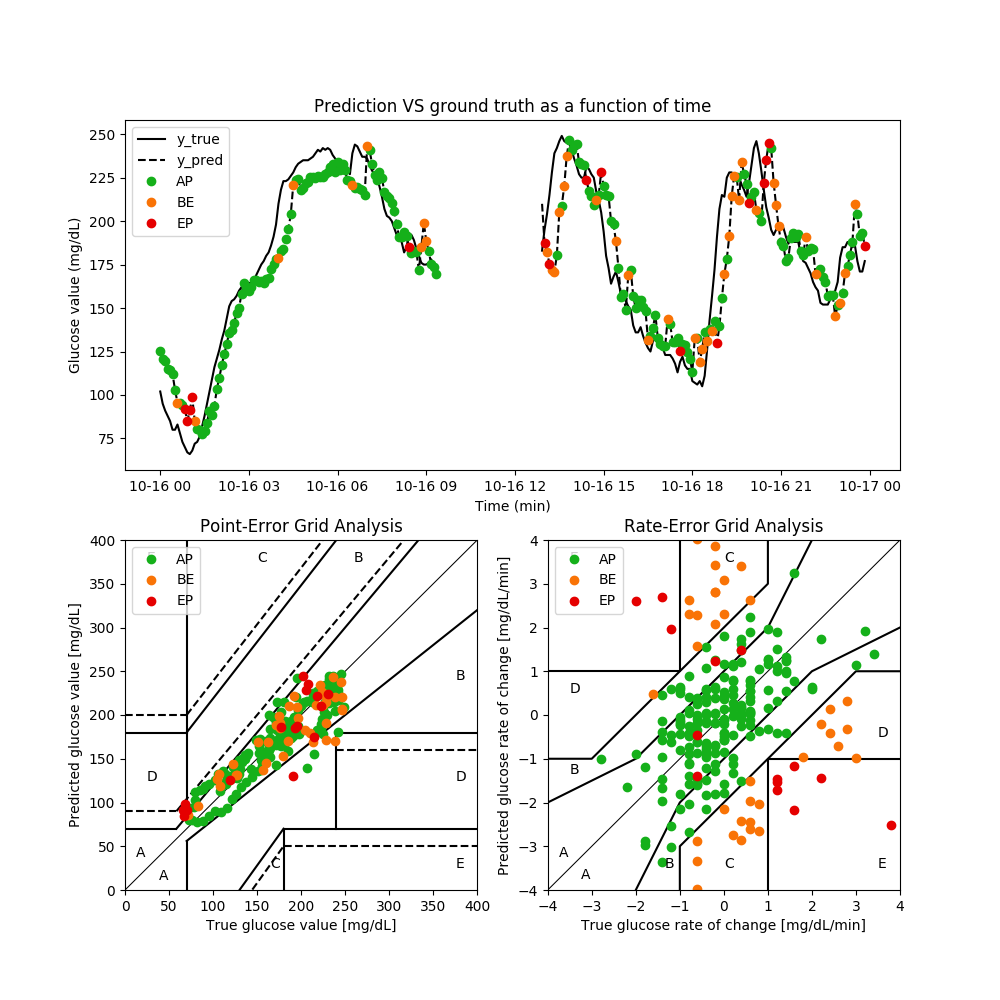 Prediction VS ground truth as a function of time
Glucose value (mg/dL)
250
225
200
175
150
125
100
75
y_true
y_pred
AP
BE
EP
10-16 00 10-16 03 10-16 06 10-16 09 10-16 12 10-16 15 10-16 18 10-16 21 10-17 00
Time (min)
Point-Error Grid Analysis
Predicted glucose value [mg/dL]
400
350
300
250
200
150
100
50
0
AP
BE
EP
C
B
B
D
D
A
A
C
E
0 50 100 150 200 250 300 350 400
True glucose value [mg/dL]
Rate-Error Grid Analysis
Predicted glucose rate of change [mg/dL/min]
4
3
2
1
0
−1
−2
−3
−4
AP
BE
EP
C
D
D
B
A
A
B
C
E
−4 −3 −2 −1 0 1 2 3 4
True glucose rate of change [mg/dL/min]